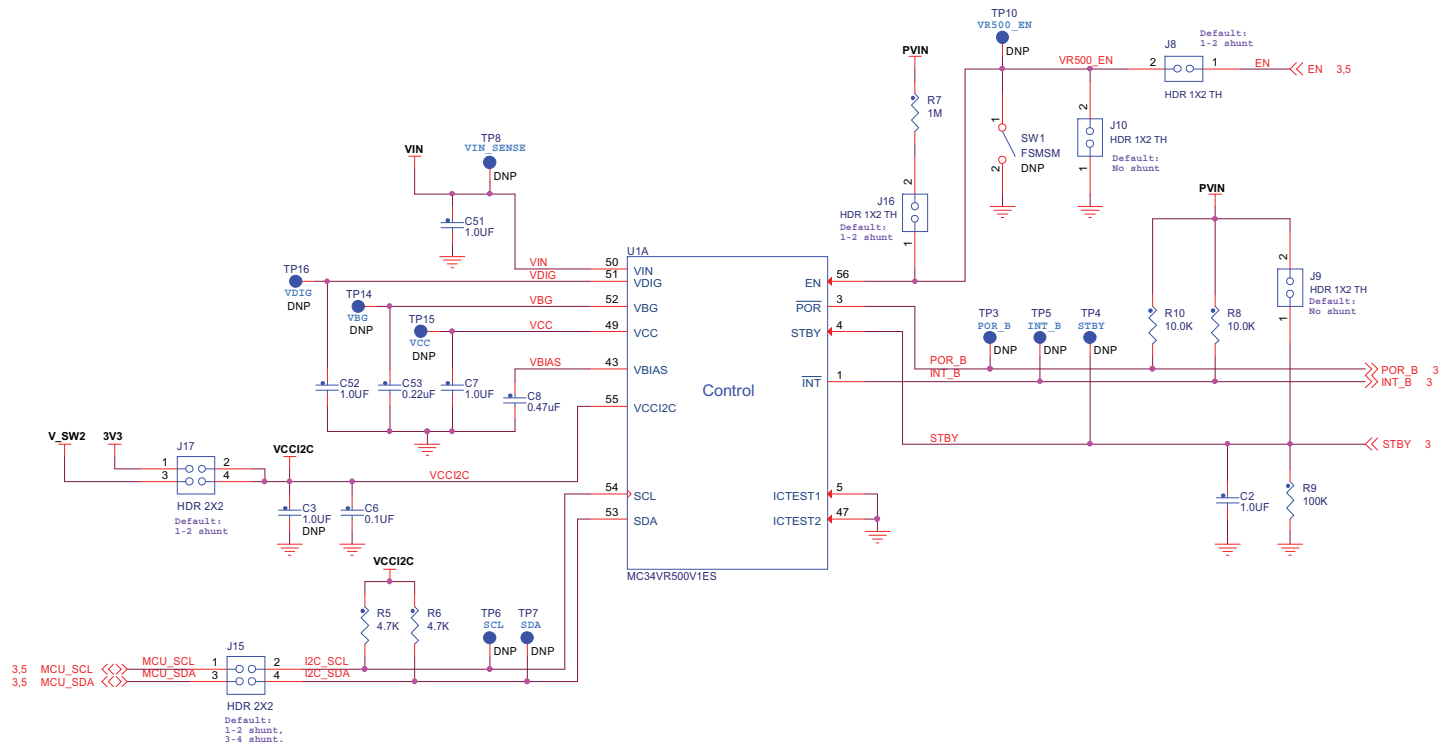 TP10
VR500_EN
DNP
PVIN
R7
1M
VR500_EN
J8
Default:
1-2 shunt
2
1
EN
EN 3,5
HDR 1X2 TH
1
2
SW1
FSMSM
DNP
2
1
J10
HDR 1X2 TH
Default:
No shunt
VIN
TP8
VIN_SENSE
DNP
C51
1.0UF
2
1
J16
HDR 1X2 TH
Default:
1-2 shunt
PVIN
TP16
VDIG
DNP
TP14
VBG
DNP
TP15
VCC
DNP
VIN
VDIG
VBG
VCC
VBIAS
50
51
52
49
43
55
54
53
U1A
VIN
VDIG
VBG
VCC
VBIAS
VCCI2C
SCL
SDA
Control
EN
POR
STBY
INT
ICTEST1
ICTEST2
MC34VR500V1ES
56
3
4
1
5
47
TP3
POR_B
DNP
TP5
INT_B
DNP
TP4
STBY
DNP
R10
10.0K
R8
10.0K
2
1
J9
HDR 1X2 TH
Default:
No shunt
POR_B
INT_B
POR_B 3
INT_B 3
STBY
STBY 3
C52
1.0UF
C53
0.22uF
C7
1.0UF
C8
0.47uF
C2
1.0UF
R9
100K
V_SW2
3V3
J17
1
3
2
4
HDR 2X2
Default:
1-2 shunt
VCCI2C
VCCI2C
C3
1.0UF
DNP
C6
0.1UF
VCCI2C
R5
4.7K
R6
4.7K
TP6
SCL
DNP
TP7
SDA
DNP
3,5 MCU_SCL
3,5 MCU_SDA
MCU_SCL
MCU_SDA
J15
1
3
2
4
I2C_SCL
I2C_SDA
HDR 2X2
Default:
1-2 shunt,
3-4 shunt.